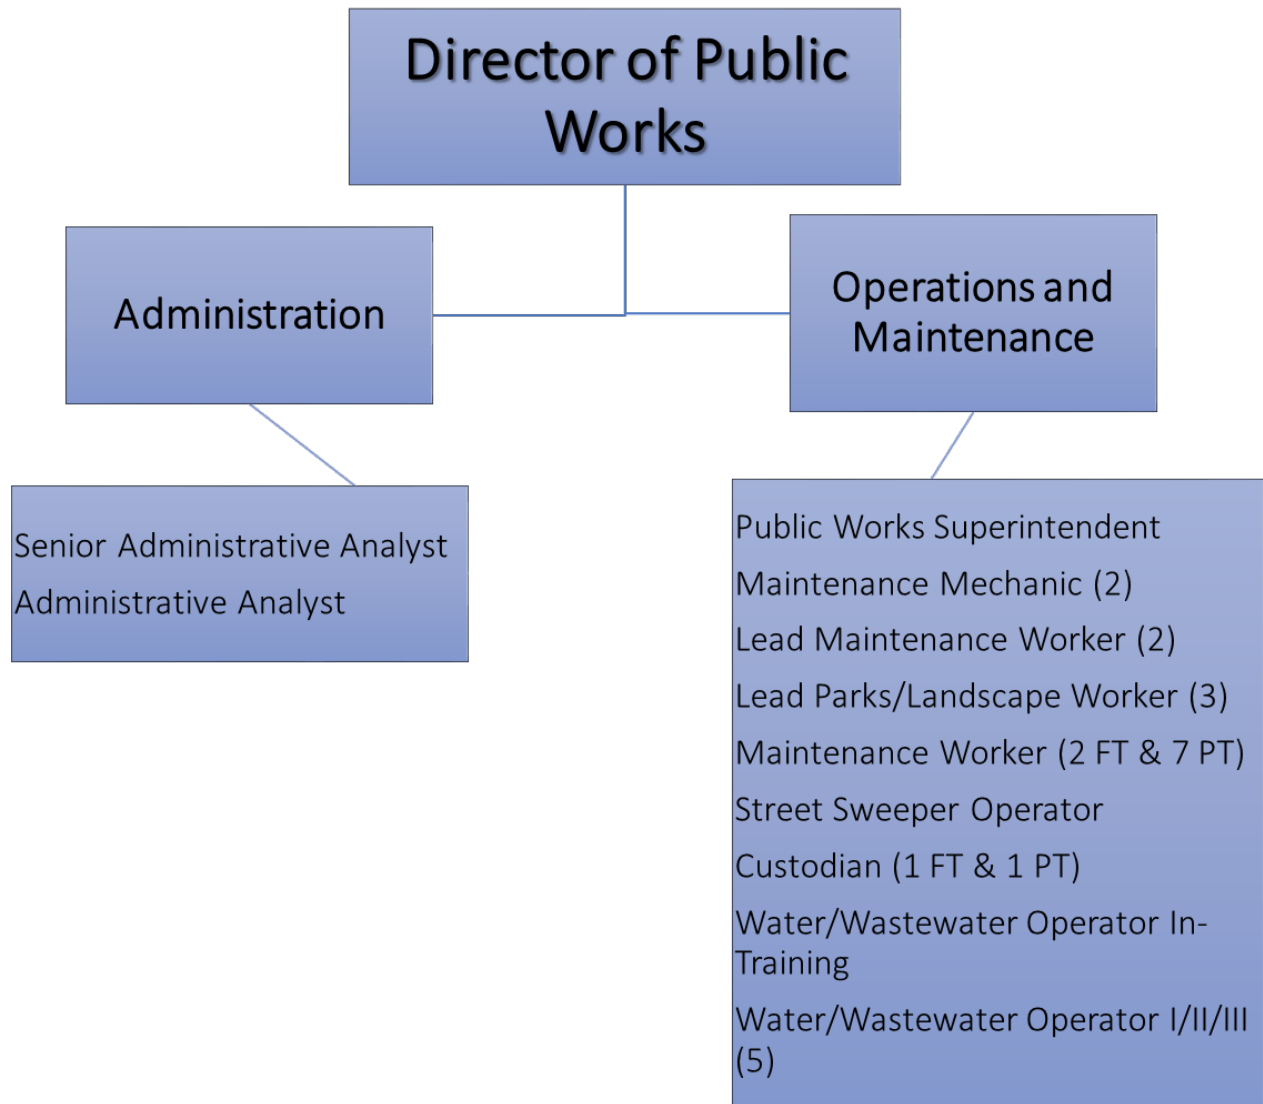 Director of Public
Works
Administration
Operations and
Maintenance
Senior Administrative Analyst
Administrative Analyst
Public Works Superintendent
Maintenance Mechanic (2)
Lead Maintenance Worker (2)
Lead Parks/Landscape Worker (3)
Maintenance Worker (2 FT & 7 PT)
Street Sweeper Operator
Custodian (1 FT & 1 PT)
Water/Wastewater Operator In-
Training
Water/Wastewater Operator I/II/III
(5)